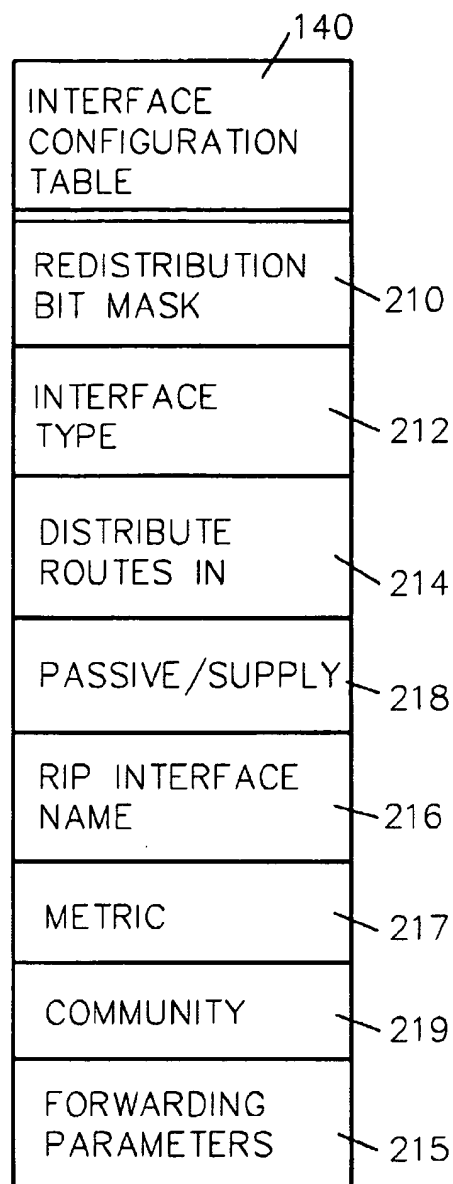 140
INTERFACE
CONFIGURATION
TABLE
REDISTRIBUTION
BIT MASK
210
INTERFACE
TYPE
212
DISTRIBUTE
ROUTES IN
214
PASSIVE/SUPPLY
218
RIP INTERFACE
NAME
216
METRIC
217
COMMUNITY
219
FORWARDING
PARAMETERS
215